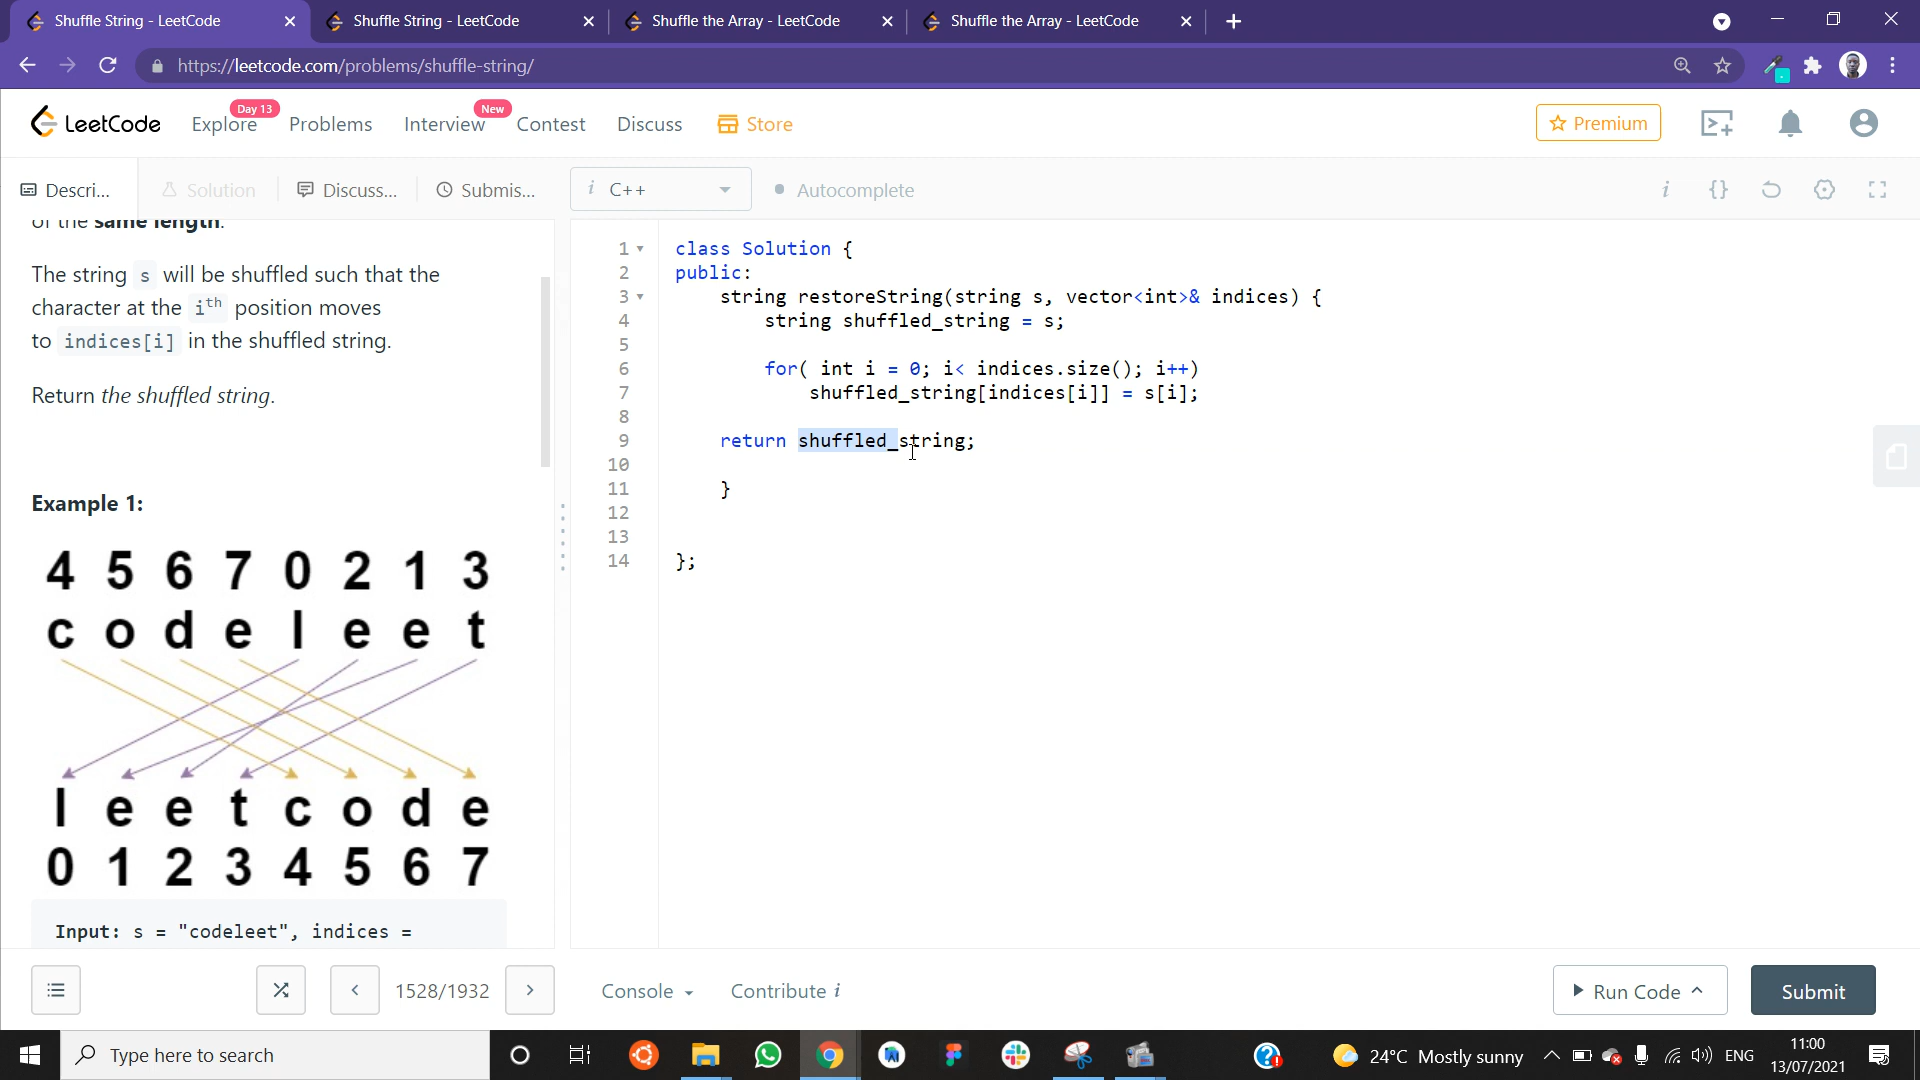 Shuffle String - LeetCode
Shuffle String - LeetCode
Shuffle the Array - LeetCode
Shuffle the Array - LeetCode
https://leetcode.com/problems/shuffle-string/
LeetCode
Explore
Day 13
Problems
Interview
New
Contest
Discuss
Store
Premium
Descri...
Solution
Discuss...
Submis...
i C++
Autocomplete
i
{}
of the same length.
The string s will be shuffled such that the
character at the ith position moves
to indices[i] in the shuffled string.
Return the shuffled string.
Example 1:
4 5 6 7 0 2 1 3
c o d e l e e t
l e e t c o d e
0 1 2 3 4 5 6 7
Input: s = "codeleet", indices =
1 class Solution {
2 public:
3 string restoreString(string s, vector<int>& indices) {
4 string shuffled_string = s;
5
6 for( int i = 0; i< indices.size(); i++)
7 shuffled_string[indices[i]] = s[i];
8
9 return shuffled_string;
10
11 }
12
13
14 };
1528/1932
Console
Contribute i
Run Code
Submit
Type here to search
24°C Mostly sunny
ENG
11:00
13/07/2021